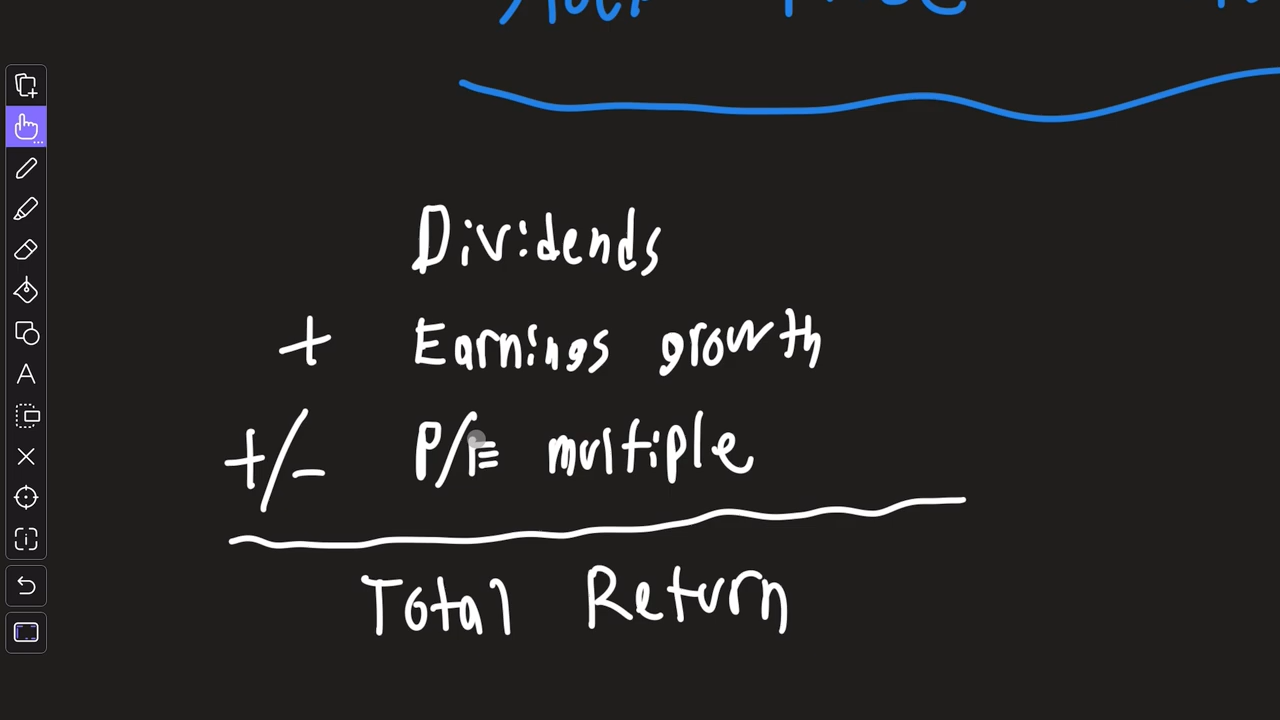 Dividends
+ Earnings growth
+/- P/E multiple
Total Return